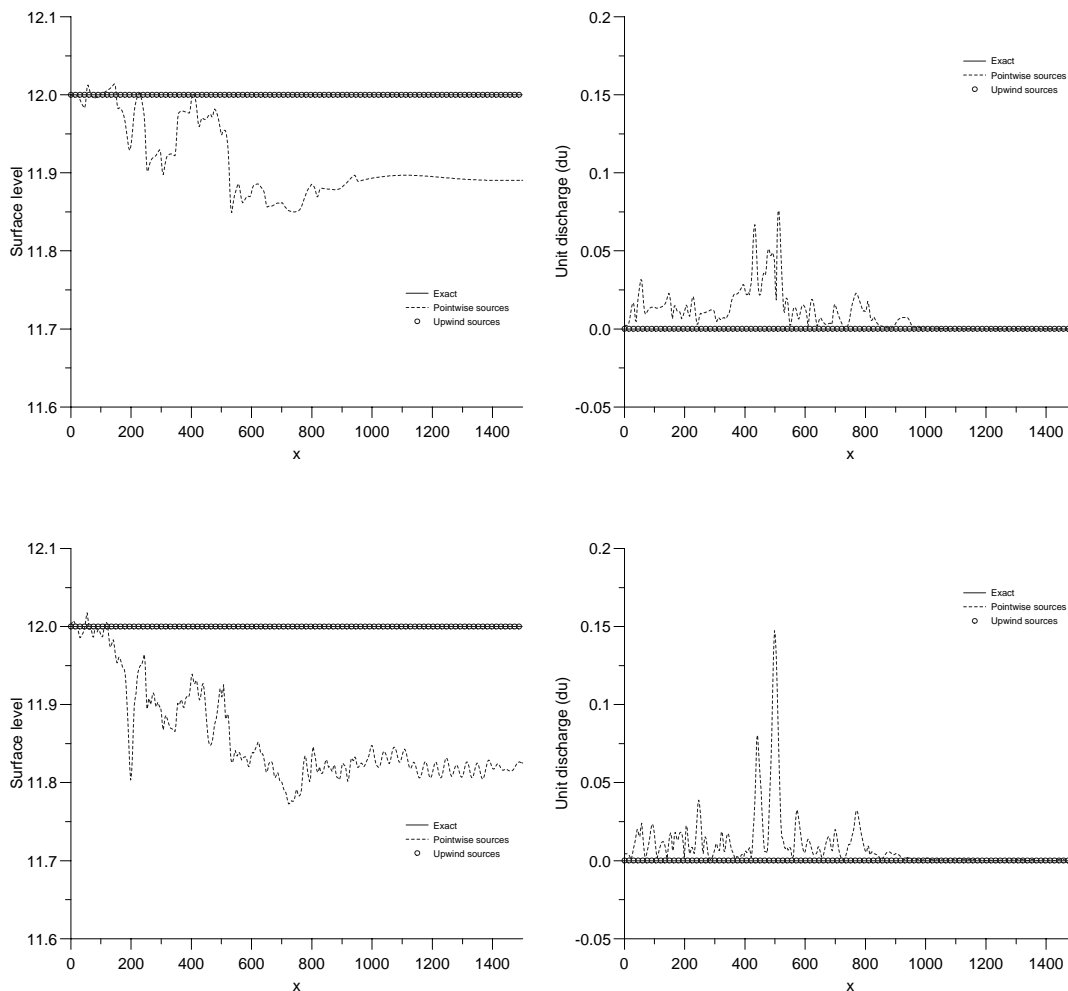 12.1
12.0
11.9
11.8
11.7
11.6
Surface level
0 200 400 600 800 1000 1200 1400
x
Exact
Pointwise sources
Upwind sources
0.2
0.15
0.1
0.05
0.0
-0.05
Unit discharge (du)
0 200 400 600 800 1000 1200 1400
x
Exact
Pointwise sources
Upwind sources
12.1
12.0
11.9
11.8
11.7
11.6
Surface level
0 200 400 600 800 1000 1200 1400
x
Exact
Pointwise sources
Upwind sources
0.2
0.15
0.1
0.05
0.0
-0.05
Unit discharge (du)
0 200 400 600 800 1000 1200 1400
x
Exact
Pointwise sources
Upwind sources